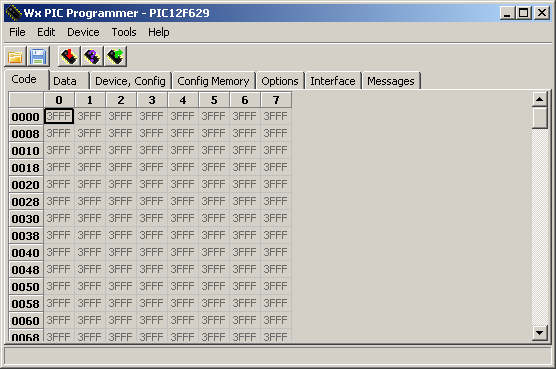 Wx PIC Programmer - PIC12F629
File Edit Device Tools Help
Code Data Device, Config Config Memory Options Interface Messages
0 1 2 3 4 5 6 7
0000 3FFF 3FFF 3FFF 3FFF 3FFF 3FFF 3FFF 3FFF
0008 3FFF 3FFF 3FFF 3FFF 3FFF 3FFF 3FFF 3FFF
0010 3FFF 3FFF 3FFF 3FFF 3FFF 3FFF 3FFF 3FFF
0018 3FFF 3FFF 3FFF 3FFF 3FFF 3FFF 3FFF 3FFF
0020 3FFF 3FFF 3FFF 3FFF 3FFF 3FFF 3FFF 3FFF
0028 3FFF 3FFF 3FFF 3FFF 3FFF 3FFF 3FFF 3FFF
0030 3FFF 3FFF 3FFF 3FFF 3FFF 3FFF 3FFF 3FFF
0038 3FFF 3FFF 3FFF 3FFF 3FFF 3FFF 3FFF 3FFF
0040 3FFF 3FFF 3FFF 3FFF 3FFF 3FFF 3FFF 3FFF
0048 3FFF 3FFF 3FFF 3FFF 3FFF 3FFF 3FFF 3FFF
0050 3FFF 3FFF 3FFF 3FFF 3FFF 3FFF 3FFF 3FFF
0058 3FFF 3FFF 3FFF 3FFF 3FFF 3FFF 3FFF 3FFF
0060 3FFF 3FFF 3FFF 3FFF 3FFF 3FFF 3FFF 3FFF
0068 3FFF 3FFF 3FFF 3FFF 3FFF 3FFF 3FFF 3FFF